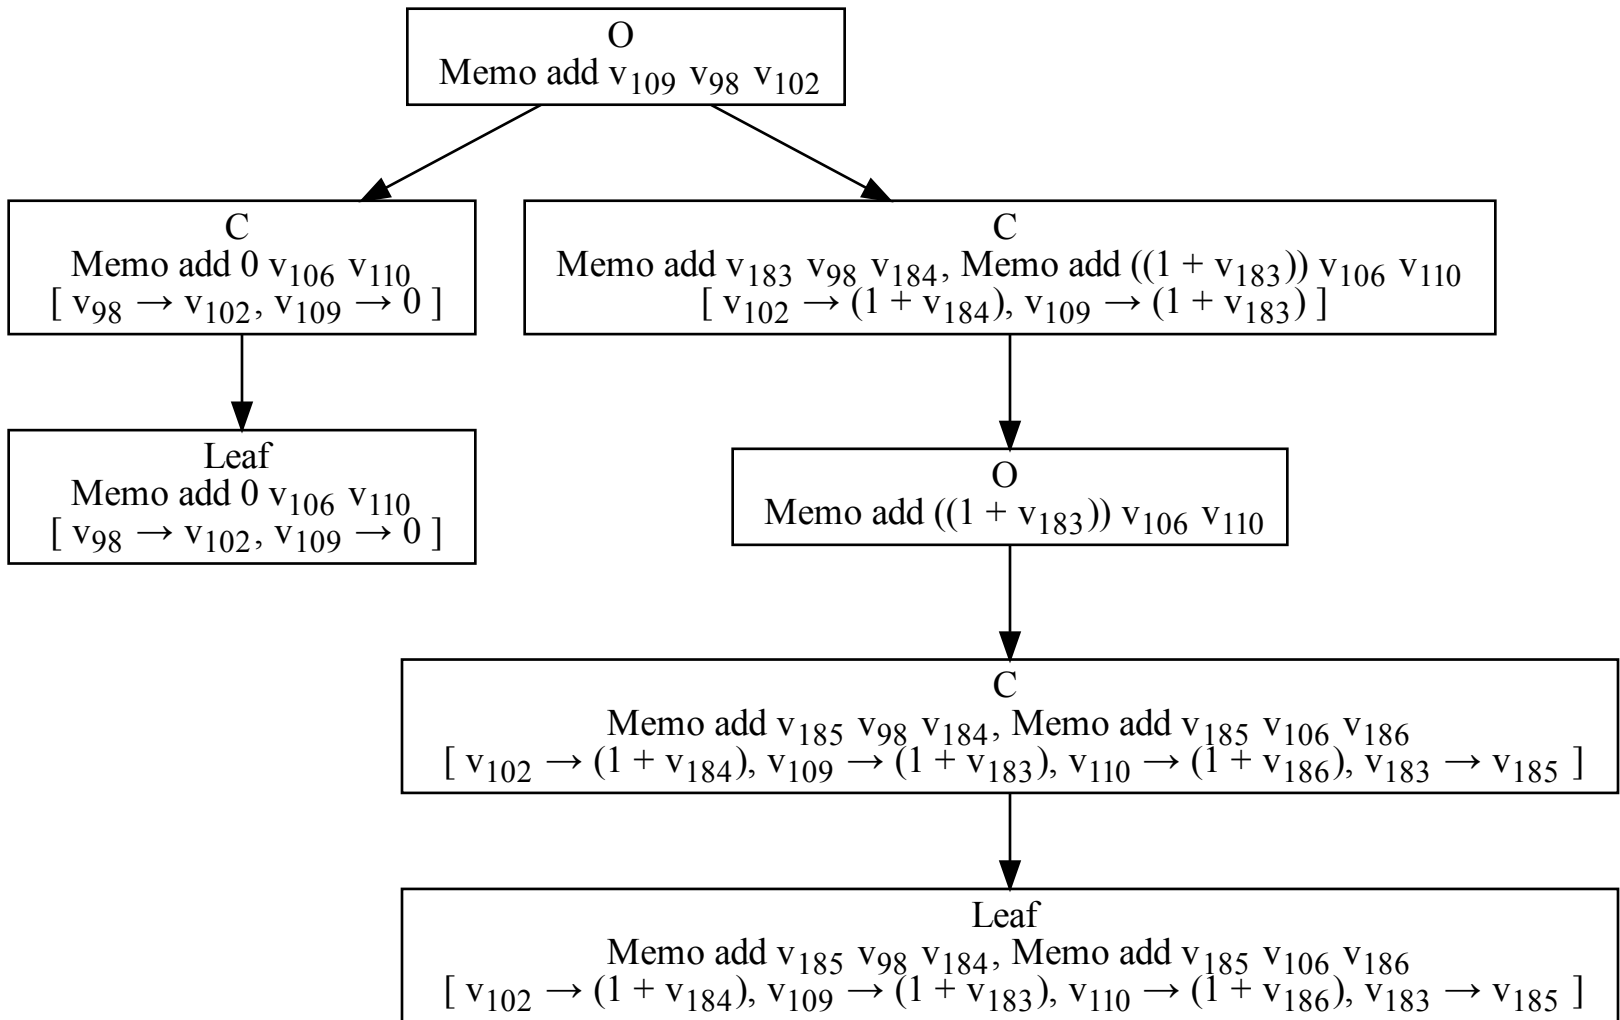 O
Memo add v₁₀₉ v₉₈ v₁₀₂
C
Memo add 0 v₁₀₆ v₁₁₀
[ v₉₈ → v₁₀₂, v₁₀₉ → 0 ]
C
Memo add v₁₈₃ v₉₈ v₁₈₄, Memo add ((1 + v₁₈₃)) v₁₀₆ v₁₁₀
[ v₁₀₂ → (1 + v₁₈₄), v₁₀₉ → (1 + v₁₈₃) ]
Leaf
Memo add 0 v₁₀₆ v₁₁₀
[ v₉₈ → v₁₀₂, v₁₀₉ → 0 ]
O
Memo add ((1 + v₁₈₃)) v₁₀₆ v₁₁₀
C
Memo add v₁₈₅ v₉₈ v₁₈₄, Memo add v₁₈₅ v₁₀₆ v₁₈₆
[ v₁₀₂ → (1 + v₁₈₄), v₁₀₉ → (1 + v₁₈₃), v₁₁₀ → (1 + v₁₈₆), v₁₈₃ → v₁₈₅ ]
Leaf
Memo add v₁₈₅ v₉₈ v₁₈₄, Memo add v₁₈₅ v₁₀₆ v₁₈₆
[ v₁₀₂ → (1 + v₁₈₄), v₁₀₉ → (1 + v₁₈₃), v₁₁₀ → (1 + v₁₈₆), v₁₈₃ → v₁₈₅ ]